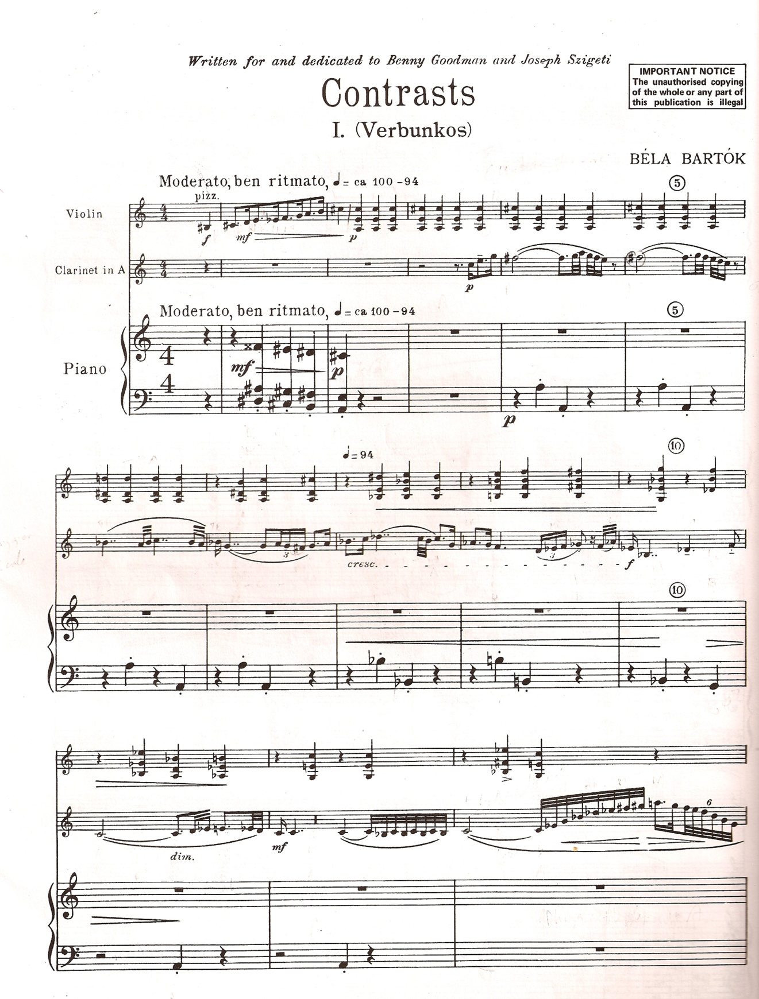 Written for and dedicated to Benny Goodman and Joseph Szigeti
Contrasts
I. (Verbunkos)
IMPORTANT NOTICE
The unauthorised copying
of the whole or any part of
this publication is illegal
BÉLA BARTÓK
Moderato, ben ritmato, ♩= ca 100-94
5
pizz.
Violin
4
4
f
mf
p
Clarinet in A
4
4
p
Moderato, ben ritmato, ♩= ca 100-94
5
Piano
4
4
mf
p
p
♩= 94
10
3
3
cresc.
f
10
6
dim.
mf